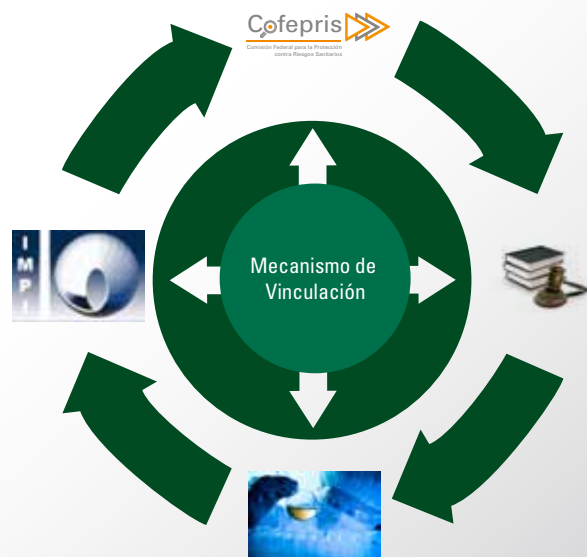 Cofepris
Comisión Federal para la Protección
contra Riesgos Sanitarios
IMPI
Mecanismo de
Vinculación